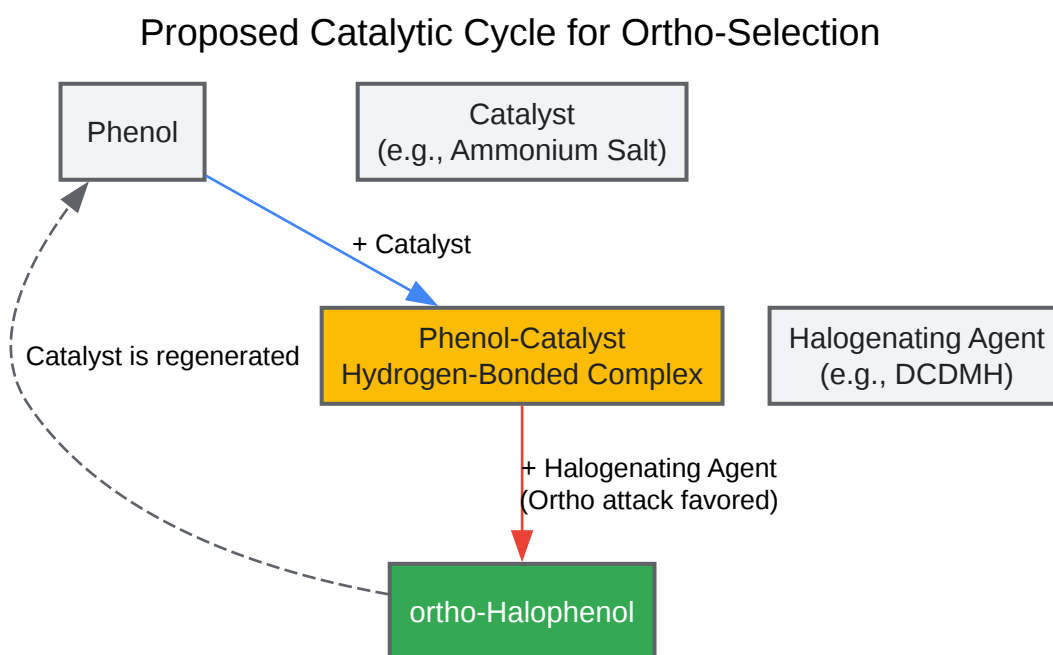 Proposed Catalytic Cycle for Ortho-Selection
Phenol
Catalyst
(e.g., Ammonium Salt)
+ Catalyst
Phenol-Catalyst
Hydrogen-Bonded Complex
Halogenating Agent
(e.g., DCDMH)
Catalyst is regenerated
+ Halogenating Agent
(Ortho attack favored)
ortho-Halophenol